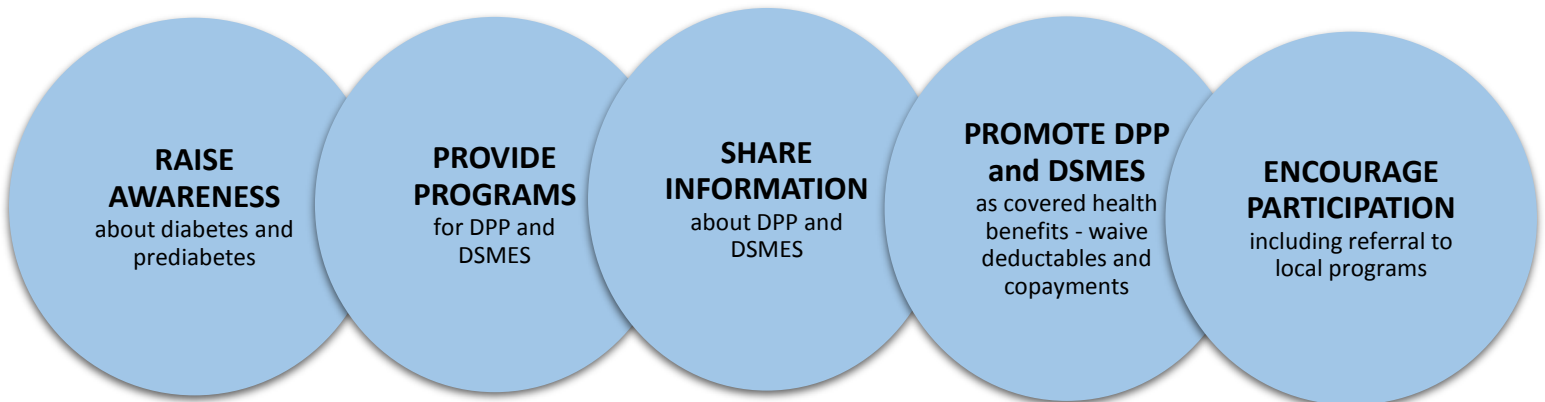 RAISE
AWARENESS
about diabetes and
prediabetes
PROVIDE
PROGRAMS
for DPP and
DSMES
SHARE
INFORMATION
about DPP and
DSMES
PROMOTE DPP
and DSMES
as covered health
benefits - waive
deductables and
copayments
ENCOURAGE
PARTICIPATION
including referral to
local programs